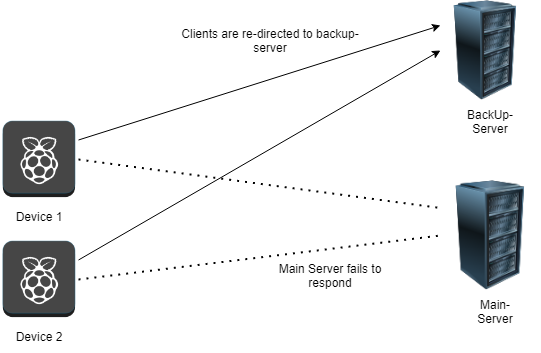 Clients are re-directed to backup-
server
BackUp-
Server
Device 1
Main Server fails to
respond
Main-
Server
Device 2